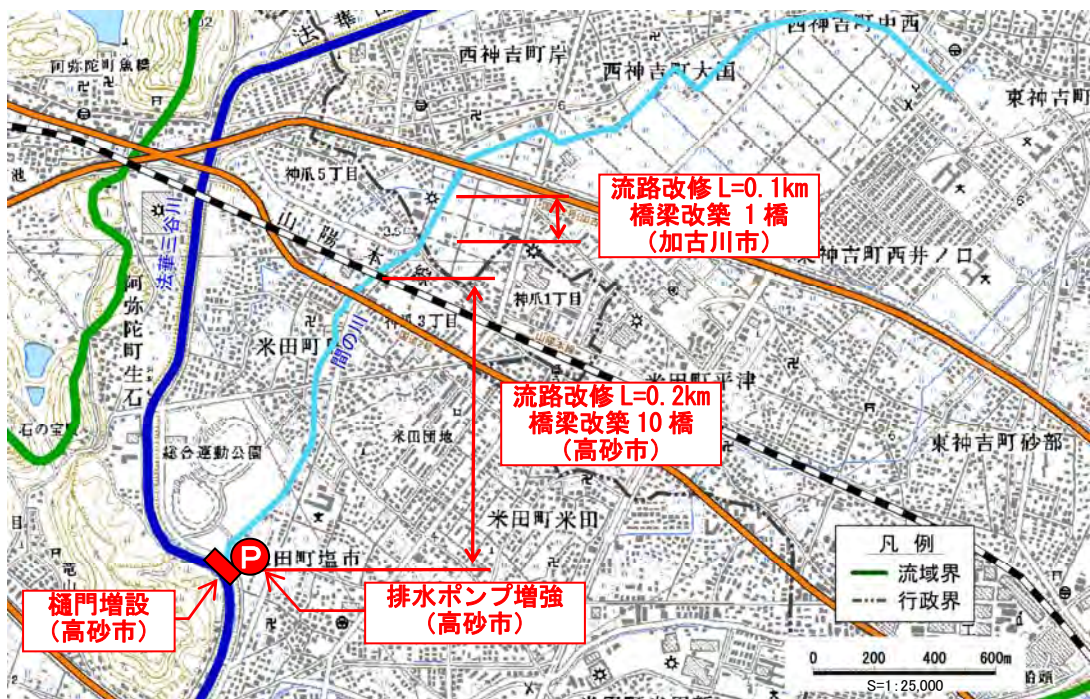 法華
阿弥陀町魚橋
西神吉町岸
西神吉町大国
西神吉町中西
東神吉町
池
神爪5丁目
流路改修 L=0.1km
橋梁改築 1 橋
(加古川市)
法華三谷川
山陽本線
3.5
東神吉町西井ノ口
神爪1丁目
神爪3丁目
阿弥陀町生石
米田町
間の川
流路改修 L=0.2km
橋梁改築 10 橋
(高砂市)
米田町平津
石の宝殿
総合運動公園
米田団地
東神吉町砂部
米田町米田
凡 例
流域界
行政界
P
田町塩市
竜山
樋門増設
(高砂市)
排水ポンプ増強
(高砂市)
0 200 400 600m
S=1:25,000